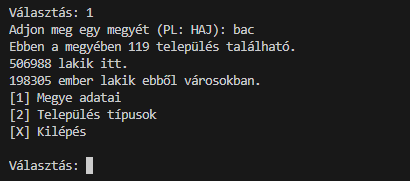 Választás: 1
Adjon meg egy megyét (PL: HAJ): bac
Ebben a megyében 119 település található.
506988 lakik itt.
198305 ember lakik ebből városokban.
[1] Megye adatai
[2] Település típusok
[X] Kilépés
Választás: